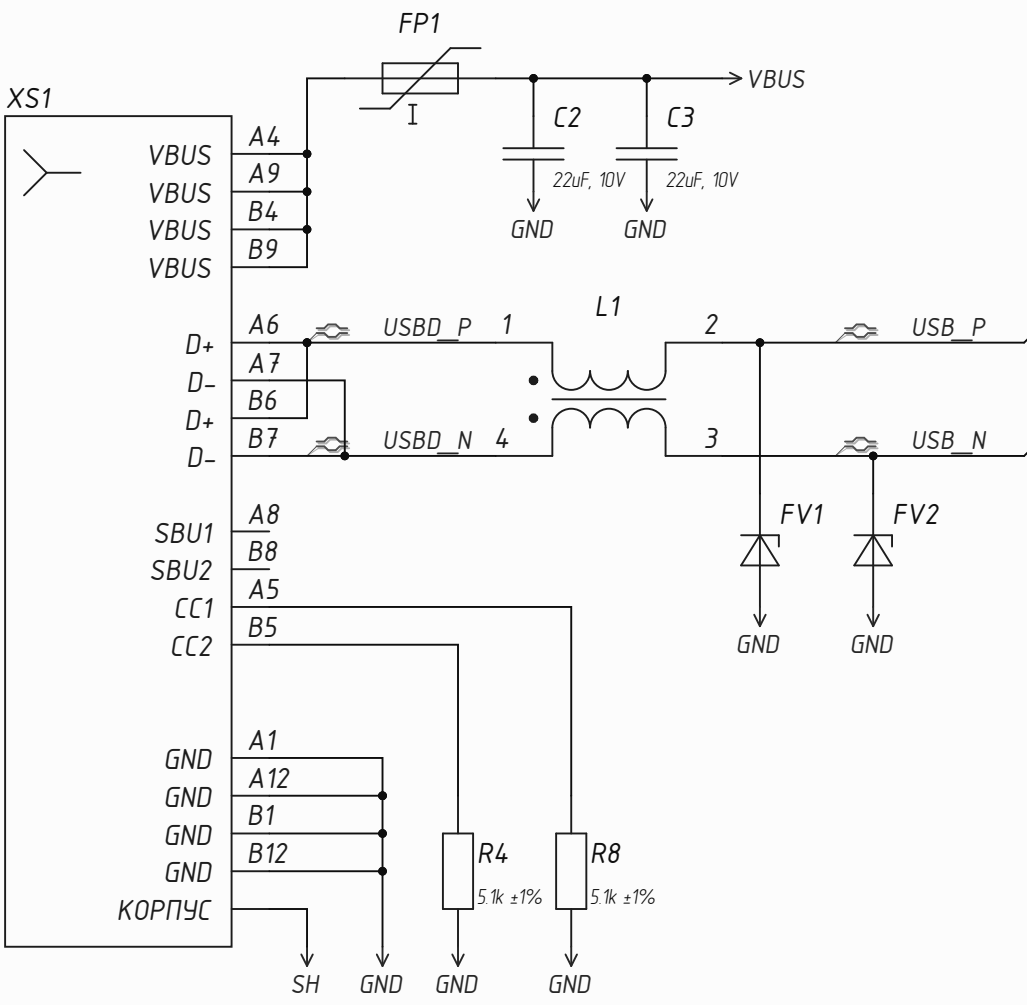 FP1
I
VBUS
XS1
C2
C3
22uF, 10V
22uF, 10V
GND
GND
VBUS A4
VBUS A9
VBUS B4
VBUS B9
L1
D+ A6 USBD_P 1 2 USB_P
D- A7
D+ B6
D- B7 USBD_N 4 3 USB_N
FV1
FV2
GND
GND
SBU1 A8
SBU2 B8
CC1 A5
CC2 B5
GND A1
GND A12
GND B1
GND B12
R4
5.1k ±1%
R8
5.1k ±1%
КОРПУС
SH
GND
GND
GND